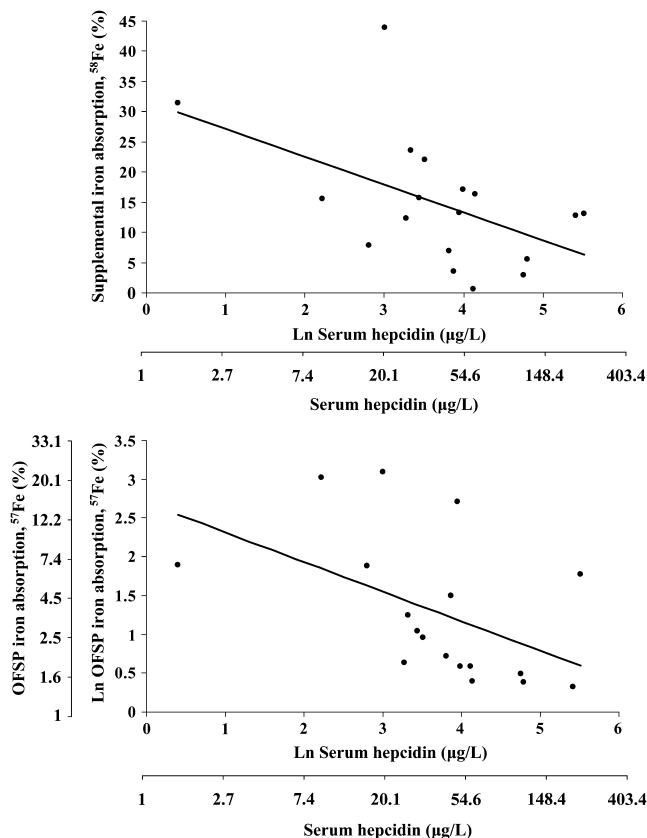 Supplemental iron absorption, ⁵⁸Fe (%)
45
40
35
30
25
20
15
10
5
0
0 1 2 3 4 5 6
Ln Serum hepcidin (µg/L)
1 2.7 7.4 20.1 54.6 148.4 403.4
Serum hepcidin (µg/L)
OFSP iron absorption, ⁵⁷Fe (%)
33.1
20.1
12.2
7.4
4.5
2.5
1.6
1
Ln OFSP iron absorption, ⁵⁷Fe (%)
3.5
3
2.5
2
1.5
1
0.5
0
0 1 2 3 4 5 6
Ln Serum hepcidin (µg/L)
1 2.7 7.4 20.1 54.6 148.4 403.4
Serum hepcidin (µg/L)